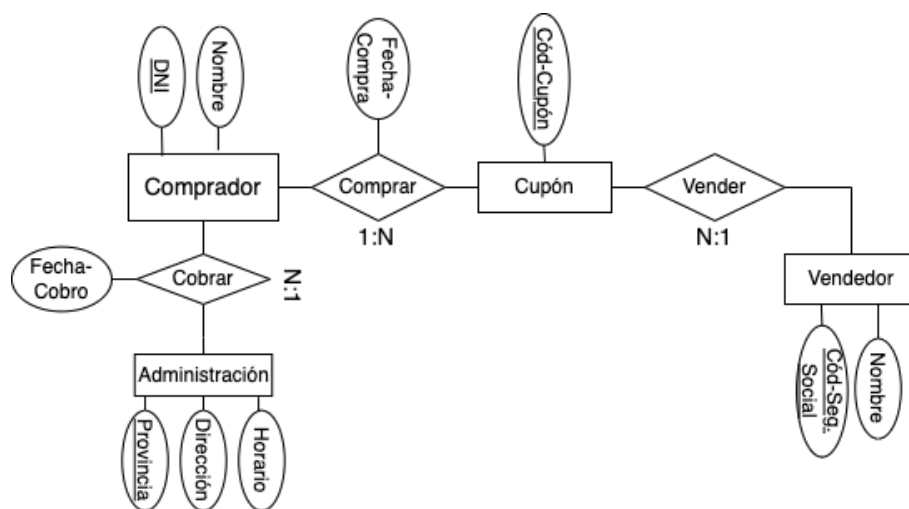 DNI
Nombre
Fecha-
Compra
Cód-Cupón
Comprador
Comprar
1:N
Cupón
Vender
N:1
Fecha-
Cobro
Cobrar
N:1
Vendedor
Administración
Cód-Seg.
Social
Nombre
Provincia
Dirección
Horario